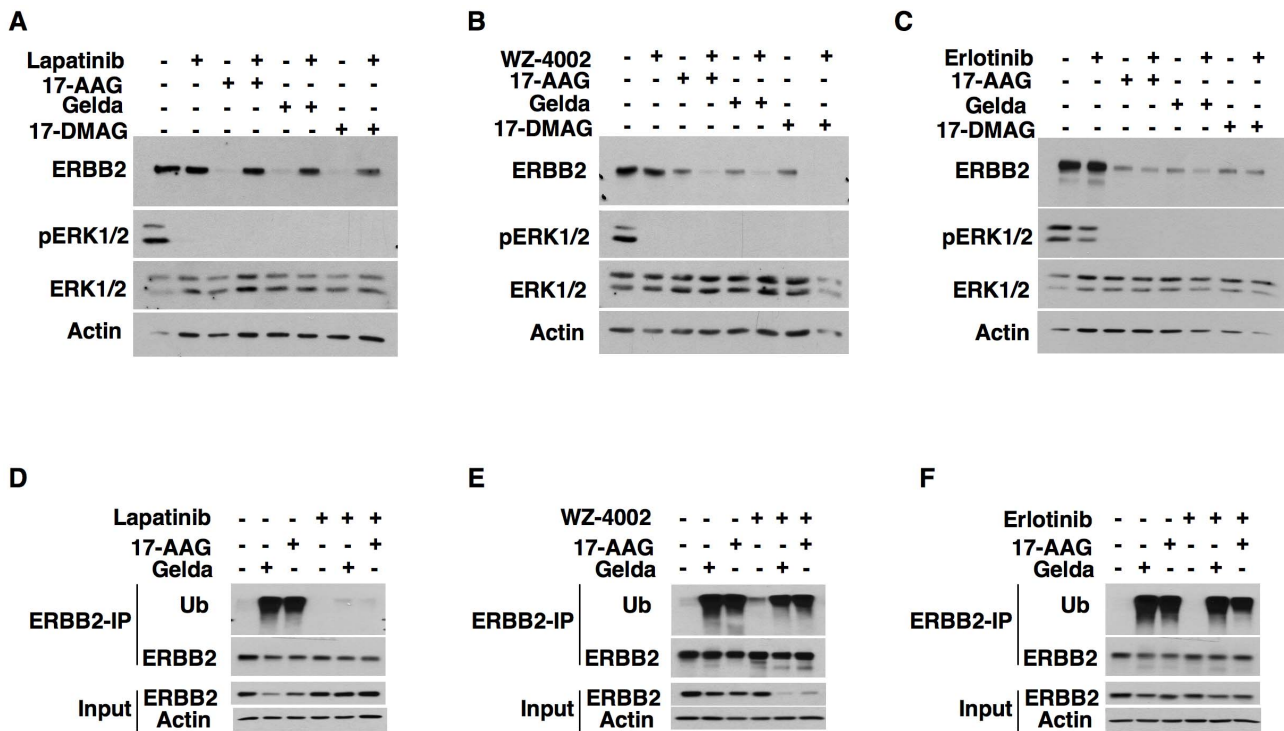 A
Lapatinib - + - + - + - +
17-AAG - - + + - - - -
Gelda - - - - + + - -
17-DMAG - - - - - - + +
ERBB2
pERK1/2
ERK1/2
Actin
B
WZ-4002 - + - + - + - +
17-AAG - - + + - - - -
Gelda - - - - + + - -
17-DMAG - - - - - - + +
ERBB2
pERK1/2
ERK1/2
Actin
C
Erlotinib - + - + - + - +
17-AAG - - + + - - - -
Gelda - - - - + + - -
17-DMAG - - - - - - + +
ERBB2
pERK1/2
ERK1/2
Actin
D
Lapatinib - - - + + +
17-AAG - - + - - +
Gelda - + - - + -
ERBB2-IP
Ub
ERBB2
Input
ERBB2
Actin
E
WZ-4002 - - - + + +
17-AAG - - + - - +
Gelda - + - - + -
ERBB2-IP
Ub
ERBB2
Input
ERBB2
Actin
F
Erlotinib - - - + + +
17-AAG - - + - - +
Gelda - + - - + -
ERBB2-IP
Ub
ERBB2
Input
ERBB2
Actin